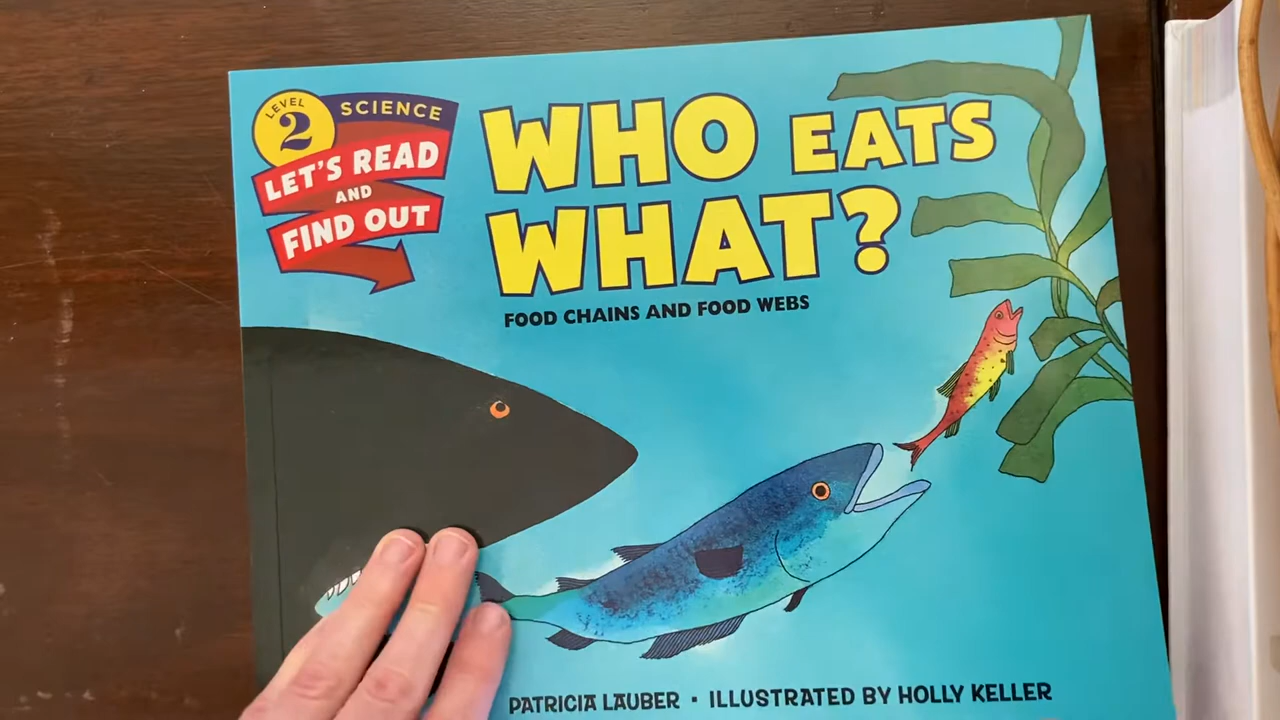 LEVEL
2
SCIENCE
LET'S READ
AND
FIND OUT
WHO EATS
WHAT?
FOOD CHAINS AND FOOD WEBS
PATRICIA LAUBER · ILLUSTRATED BY HOLLY KELLER